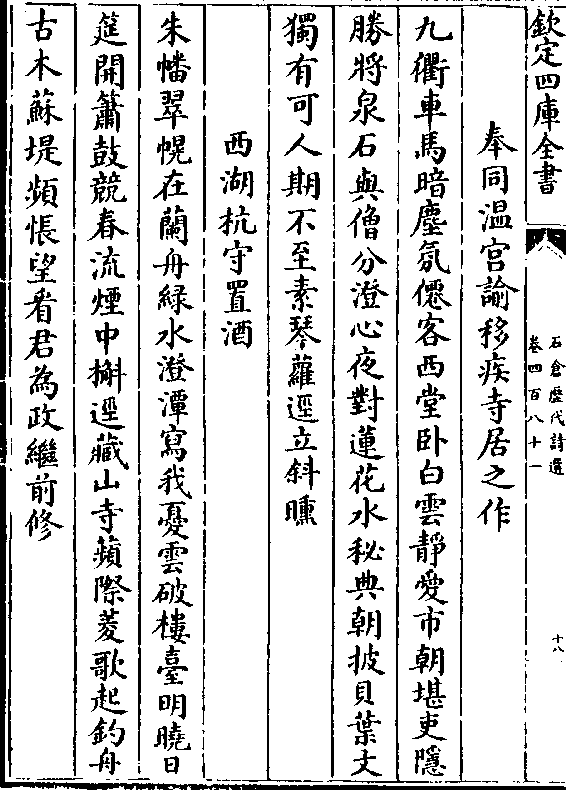 欽定四庫全書
石倉歴代詩選
卷四百八十一
十八
奉同温宫諭移疾寺居之作
九衢車馬暗塵氛僊客西堂卧白雲靜愛市朝堪吏隱
勝將泉石與僧分澄心夜對蓮花水秘典朝披貝葉文
獨有可人期不至素琴蘿逕立斜曛
西湖杭守置酒
朱幡翠幌在蘭舟緑水澄潭寫我憂雲破樓臺明曉日
筵開簫鼓競春流煙中槲逕藏山寺蘋際菱歌起釣舟
古木蘇堤頻悵望看君為政繼前修